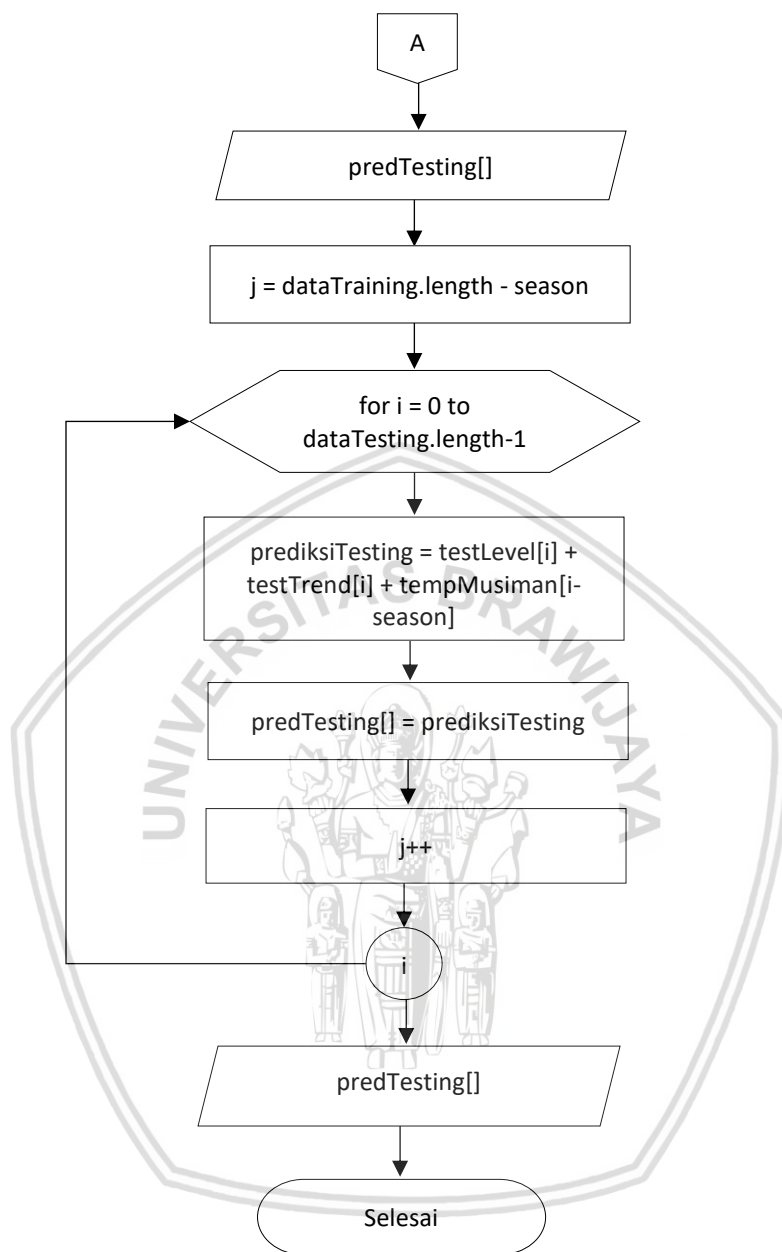 A
predTesting[]
j = dataTraining.length - season
for i = 0 to
dataTesting.length-1
prediksiTesting = testLevel[i] +
testTrend[i] + tempMusiman[i-
season]
predTesting[] = prediksiTesting
j++
i
predTesting[]
Selesai
UNIVERSITAS BRAWIJAYA